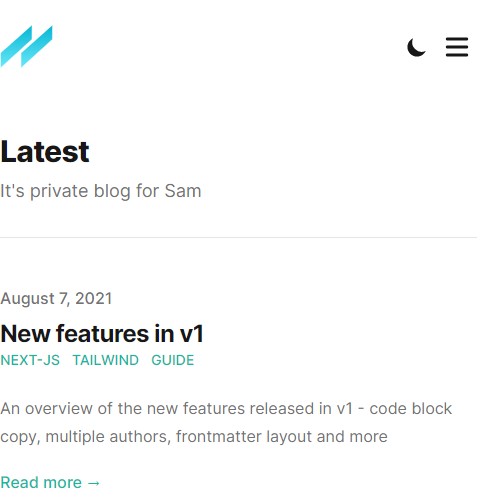 Latest
It's private blog for Sam
August 7, 2021
New features in v1
NEXT-JS TAILWIND GUIDE
An overview of the new features released in v1 - code block
copy, multiple authors, frontmatter layout and more
Read more →